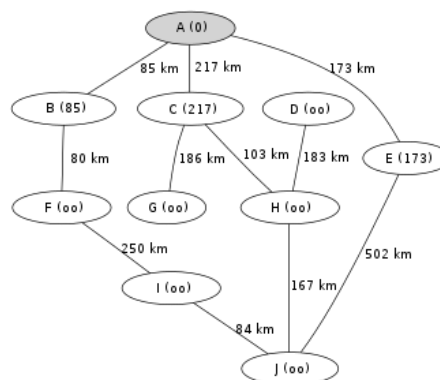 A (0)
85 km
217 km
173 km
B (85)
C (217)
D (oo)
80 km
186 km
103 km
183 km
E (173)
F (oo)
G (oo)
H (oo)
250 km
502 km
I (oo)
167 km
84 km
J (oo)